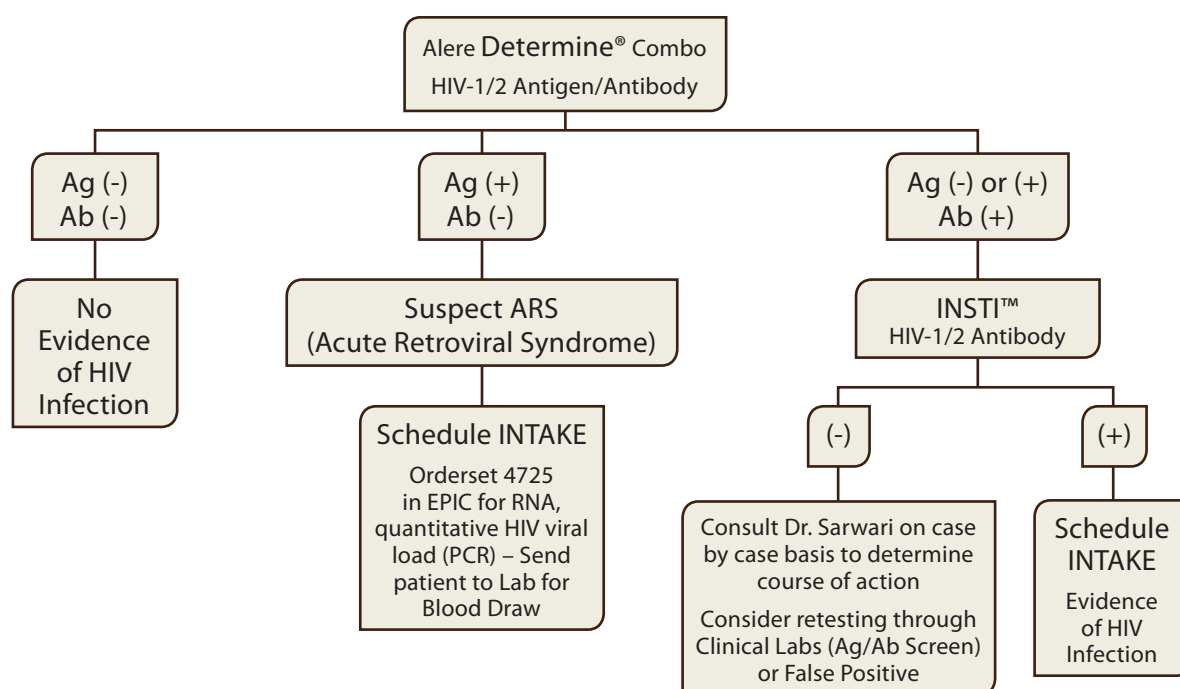 Alere Determine® Combo
HIV-1/2 Antigen/Antibody
Ag (-)
Ab (-)
Ag (+)
Ab (-)
Ag (-) or (+)
Ab (+)
No
Evidence
of HIV
Infection
Suspect ARS
(Acute Retroviral Syndrome)
INSTI™
HIV-1/2 Antibody
Schedule INTAKE
Orderset 4725
in EPIC for RNA,
quantitative HIV viral
load (PCR) – Send
patient to Lab for
Blood Draw
(-)
(+)
Consult Dr. Sarwari on case
by case basis to determine
course of action
Consider retesting through
Clinical Labs (Ag/Ab Screen)
or False Positive
Schedule
INTAKE
Evidence
of HIV
Infection